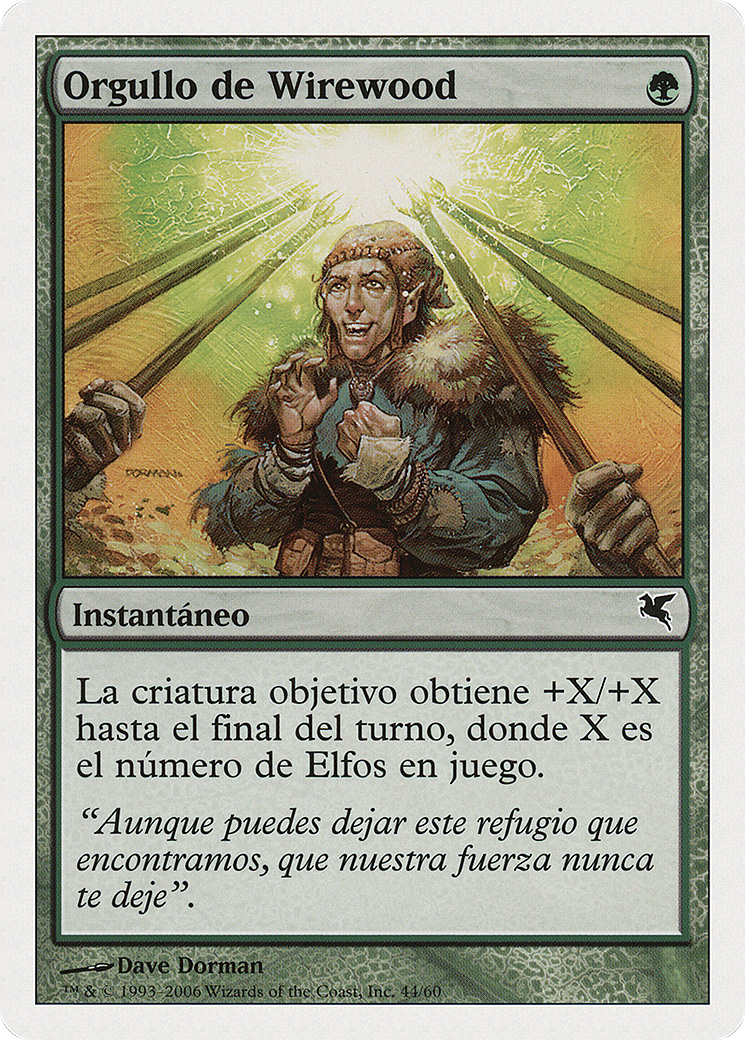 Orgullo de Wirewood
DORMAN
Instantáneo
La criatura objetivo obtiene +X/+X
hasta el final del turno, donde X es
el número de Elfos en juego.
“Aunque puedes dejar este refugio que
encontramos, que nuestra fuerza nunca
te deje”.
Dave Dorman
™ & © 1993–2006 Wizards of the Coast, Inc. 44/60